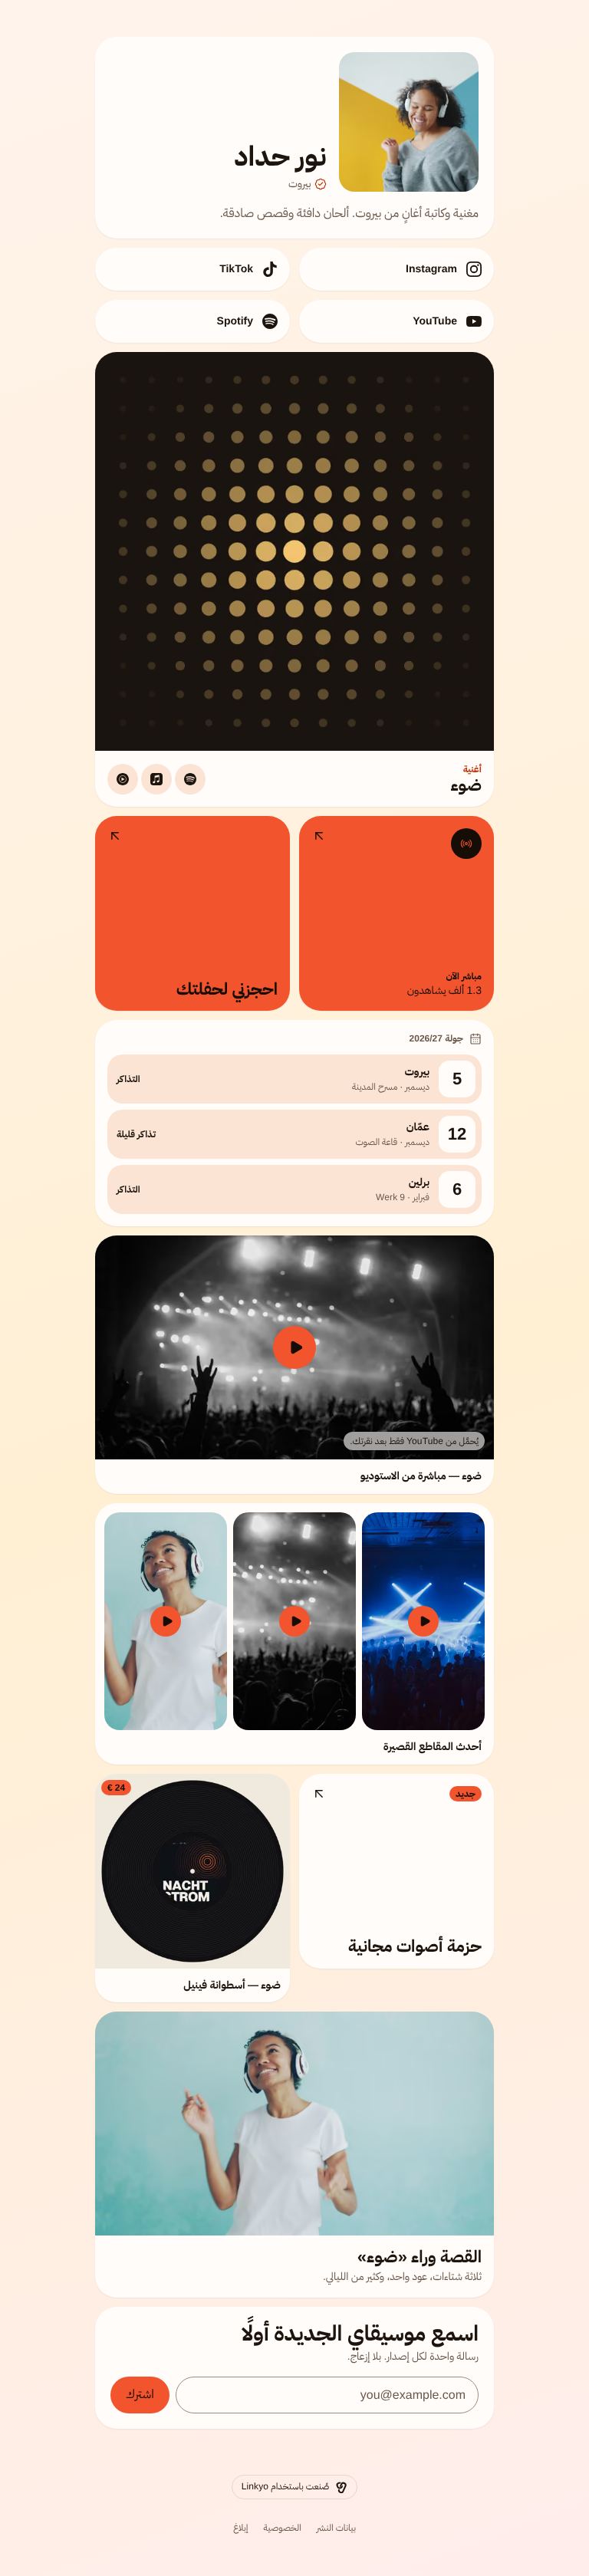 نور حداد
بيروت
مغنية وكاتبة أغانٍ من بيروت. ألحان دافئة وقصص صادقة.
Instagram
TikTok
YouTube
Spotify
أغنية
ضوء
مباشر الآن
1.3 ألف يشاهدون
احجزني لحفلتك
جولة 2026/27
5
بيروت
ديسمبر · مسرح المدينة
التذاكر
12
عمّان
ديسمبر · قاعة الصوت
تذاكر قليلة
6
برلين
فبراير · Werk 9
التذاكر
يُحمَّل من YouTube فقط بعد نقرتك.
ضوء — مباشرة من الاستوديو
أحدث المقاطع القصيرة
جديد
حزمة أصوات مجانية
24 €
NACHT
STROM
ضوء — أسطوانة فينيل
القصة وراء «ضوء»
ثلاثة شتاءات، عود واحد، وكثير من الليالي.
اسمع موسيقاي الجديدة أولًا
رسالة واحدة لكل إصدار. بلا إزعاج.
you@example.com
اشترك
صُنعت باستخدام Linkyo
بيانات النشر
الخصوصية
إبلاغ